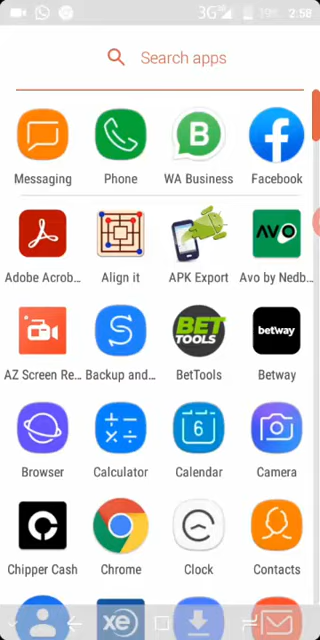 3G 19% 2:58
Search apps
Messaging Phone WA Business Facebook
AVO
Adobe Acrob... Align it APK Export Avo by Nedb...
BET TOOLS betway
AZ Screen Re... Backup and... BetTools Betway
6
Browser Calculator Calendar Camera
Chipper Cash Chrome Clock Contacts
xe